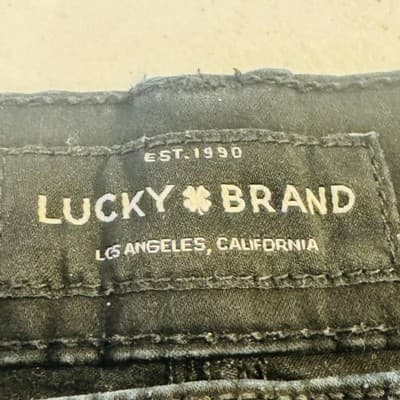 EST. 1990
LUCKY BRAND
LOS ANGELES, CALIFORNIA